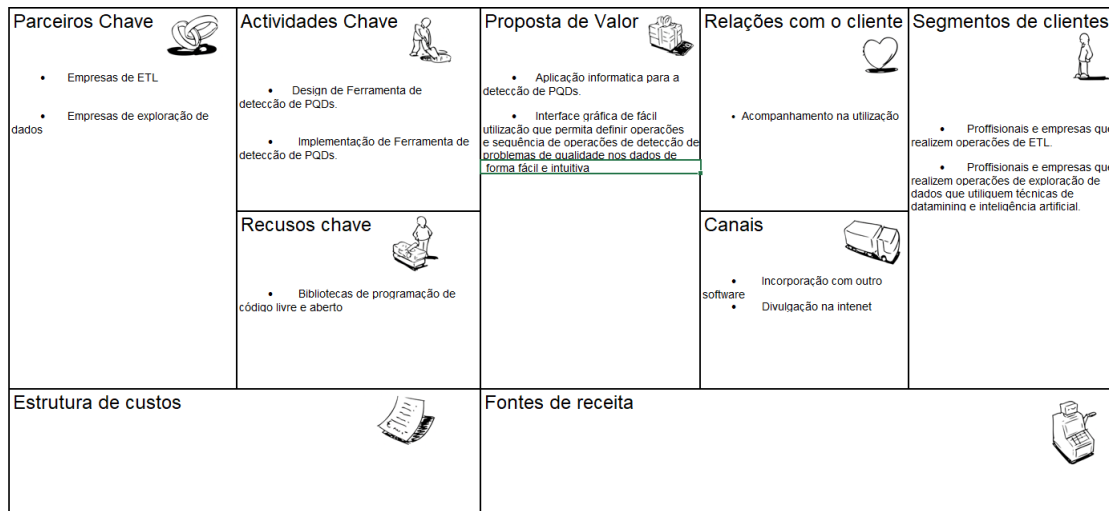 Parceiros Chave
• Empresas de ETL
• Empresas de exploração de
dados
Actividades Chave
• Design de Ferramenta de
detecção de PQDs.
• Implementação de Ferramenta de
detecção de PQDs.
Recusos chave
• Bibliotecas de programação de
código livre e aberto
Proposta de Valor
• Aplicação informatica para a
detecção de PQDs.
• Interface gráfica de fácil
utilização que permita definir operações
e sequência de operações de detecção de
problemas de qualidade nos dados de
forma fácil e intuitiva
Relações com o cliente
• Acompanhamento na utilização
Canais
• Incorporação com outro
software
• Divulgação na intenet
Segmentos de clientes
• Proffisionais e empresas que
realizem operações de ETL.
• Proffisionais e empresas que
realizem operações de exploração de
dados que utiliquem técnicas de
datamining e inteligência artificial.
Estrutura de custos
Fontes de receita